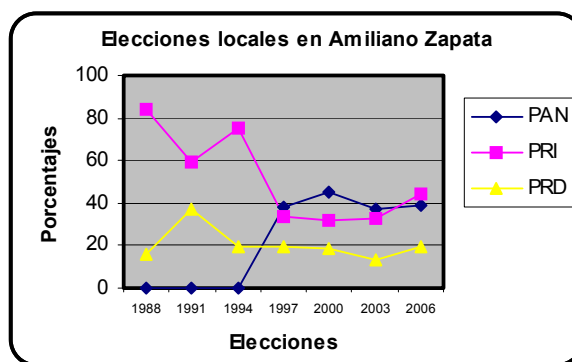 Elecciones locales en Amiliano Zapata
100
80
60
40
20
0
Porcentajes
1988 1991 1994 1997 2000 2003 2006
Elecciones
PAN
PRI
PRD